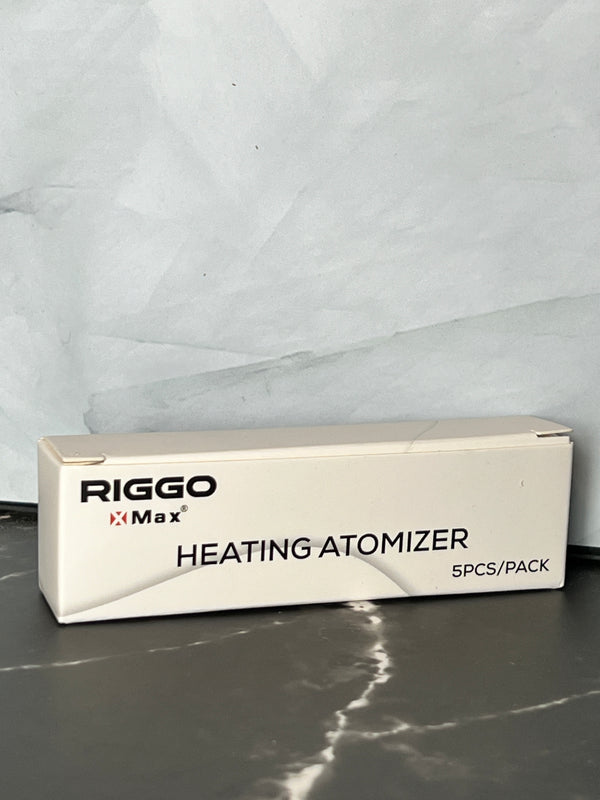 RIGGO
XMax®
HEATING ATOMIZER
5PCS/PACK